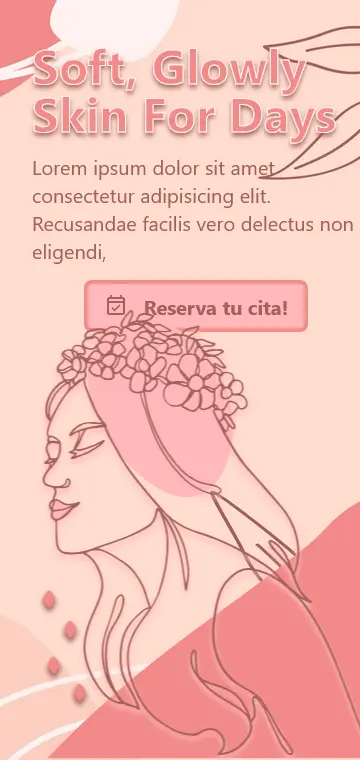 Soft, Glowly
Skin For Days
Lorem ipsum dolor sit amet
consectetur adipisicing elit.
Recusandae facilis vero delectus non
eligendi,
Reserva tu cita!